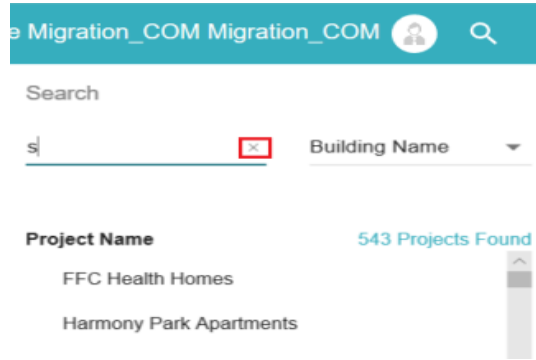 e Migration_COM Migration_COM
Search
s
Building Name
Project Name 543 Projects Found
FFC Health Homes
Harmony Park Apartments